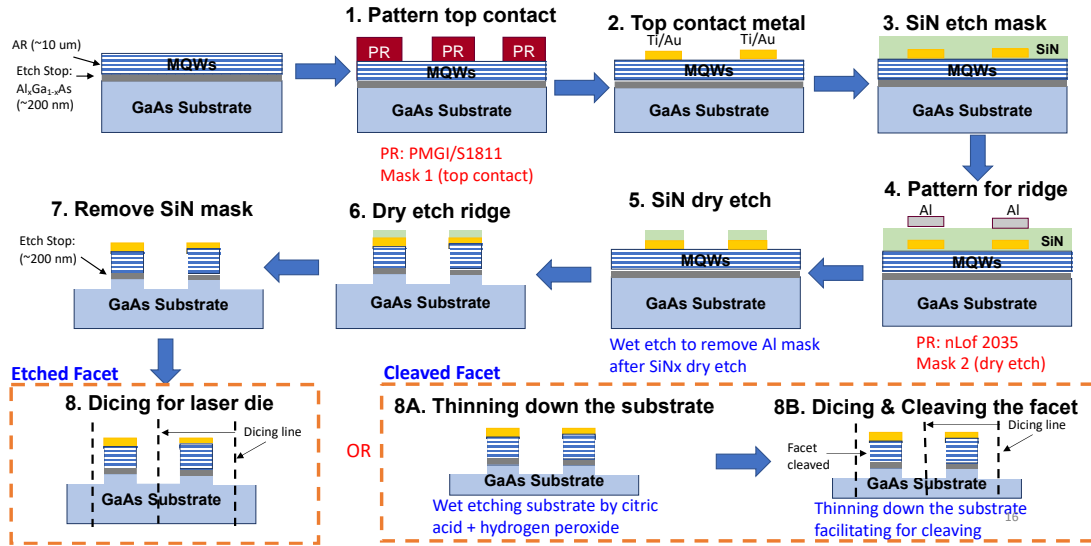 AR (~10 um)
Etch Stop:
AlxGa1-xAs
(~200 nm)
MQWs
GaAs Substrate
1. Pattern top contact
PR
PR
PR
MQWs
GaAs Substrate
PR: PMGI/S1811
Mask 1 (top contact)
2. Top contact metal
Ti/Au
Ti/Au
MQWs
GaAs Substrate
3. SiN etch mask
SiN
MQWs
GaAs Substrate
4. Pattern for ridge
Al
Al
SiN
MQWs
GaAs Substrate
PR: nLof 2035
Mask 2 (dry etch)
5. SiN dry etch
MQWs
GaAs Substrate
Wet etch to remove Al mask
after SiNx dry etch
6. Dry etch ridge
GaAs Substrate
7. Remove SiN mask
Etch Stop:
(~200 nm)
GaAs Substrate
Etched Facet
8. Dicing for laser die
Dicing line
GaAs Substrate
OR
Cleaved Facet
8A. Thinning down the substrate
GaAs Substrate
Wet etching substrate by citric
acid + hydrogen peroxide
8B. Dicing & Cleaving the facet
Dicing line
Facet
cleaved
GaAs Substrate
Thinning down the substrate
facilitating for cleaving
16